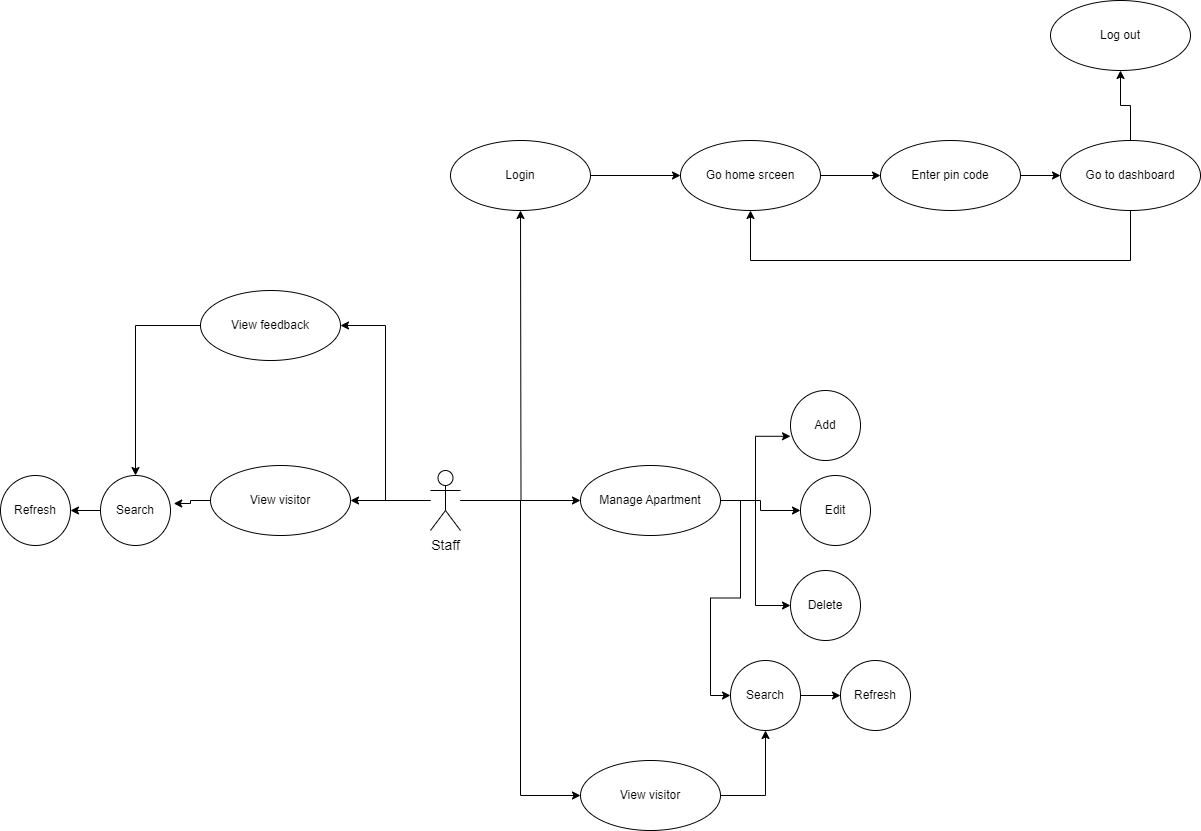 Log out
Login
Go home srceen
Enter pin code
Go to dashboard
View feedback
Add
View visitor
Manage Apartment
Refresh
Search
Edit
Staff
Delete
Search
Refresh
View visitor